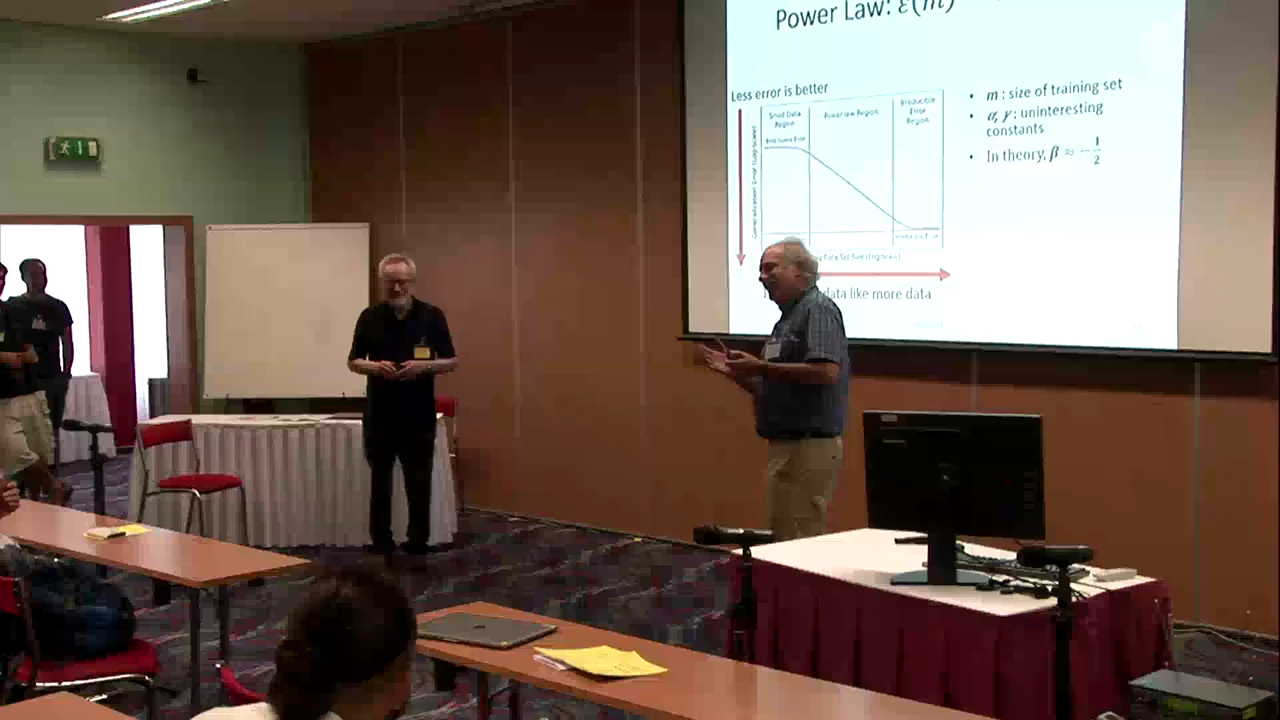 Power Law: ε(m)
Less error is better
Small Data
Region
Power-law Region
Irreducible
Error
Region
• m : size of training set
• α, γ : uninteresting
constants
• In theory, β ≈ − 1/2
data like more data